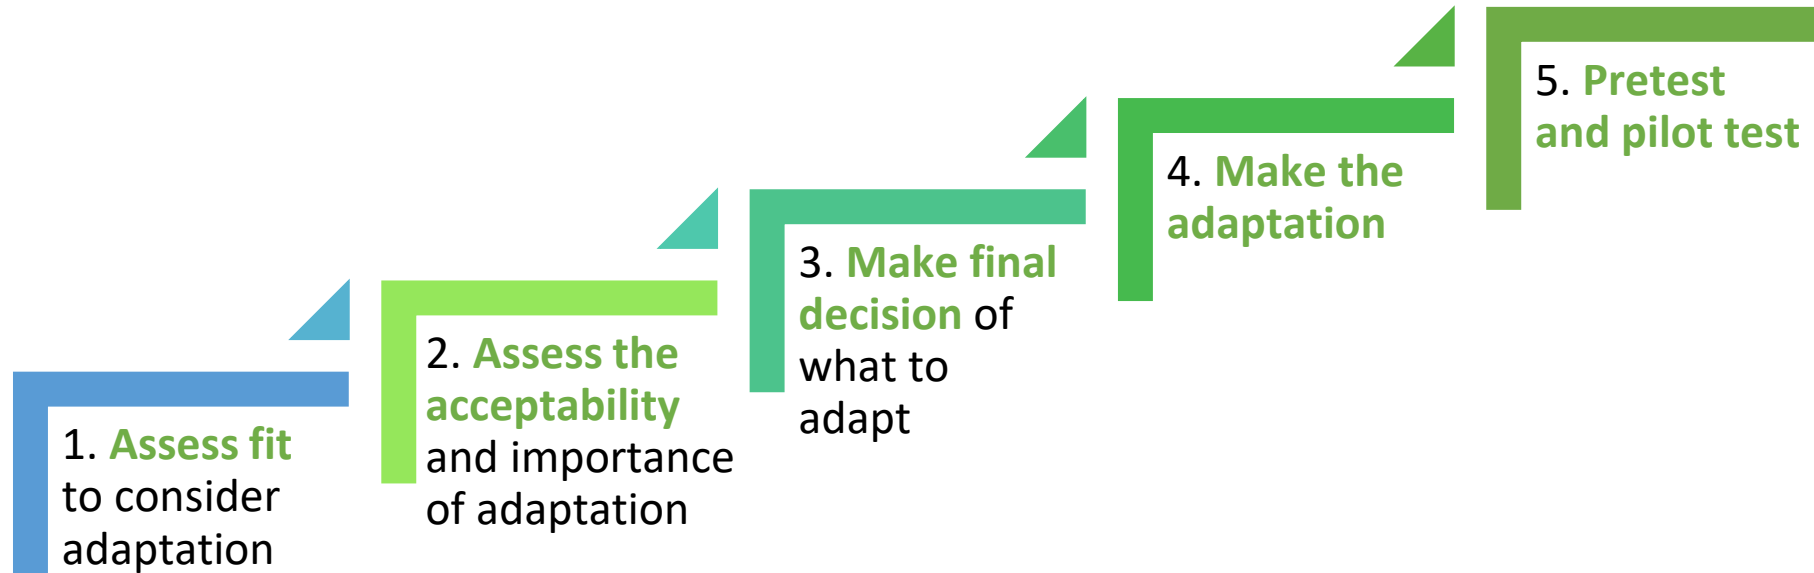 1. Assess fit
to consider
adaptation
2. Assess the
acceptability
and importance
of adaptation
3. Make final
decision of
what to
adapt
4. Make the
adaptation
5. Pretest
and pilot test